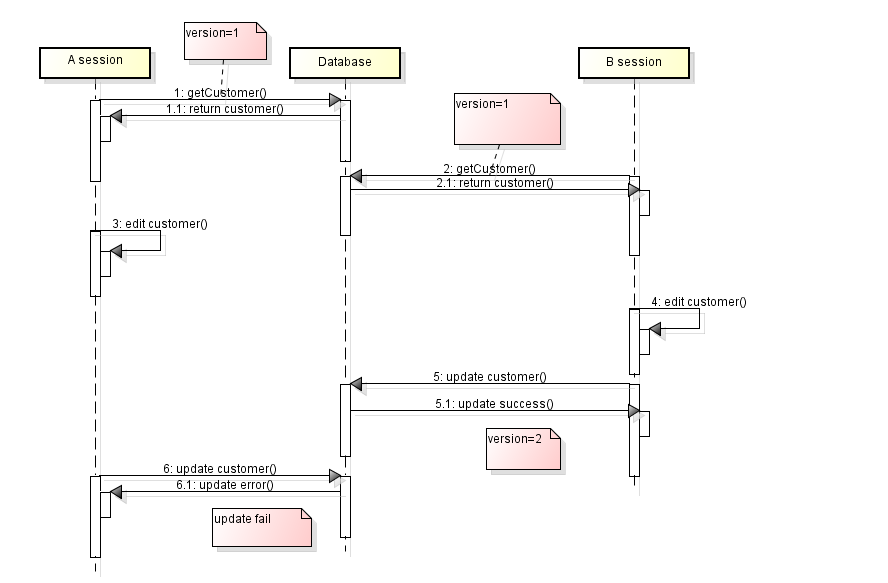 version=1
A session
Database
B session
1: getCustomer()
version=1
1.1: return customer()
2: getCustomer()
2.1: return customer()
3: edit customer()
4: edit customer()
5: update customer()
5.1: update success()
version=2
6: update customer()
6.1: update error()
update fail